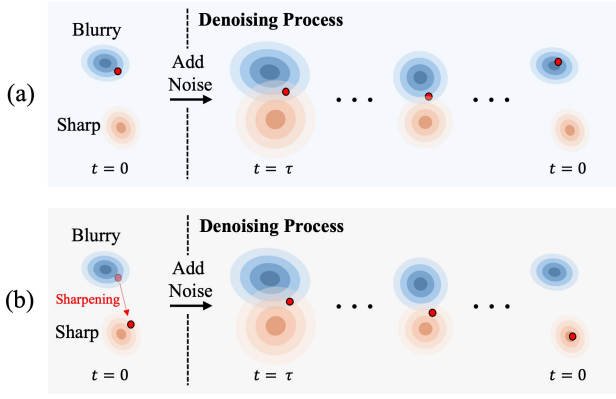 Blurry
Denoising Process
(a)
Add
Noise
Sharp
t = 0
t = τ
t = 0
Blurry
Denoising Process
Add
Noise
(b)
Sharpening
Sharp
t = 0
t = τ
t = 0